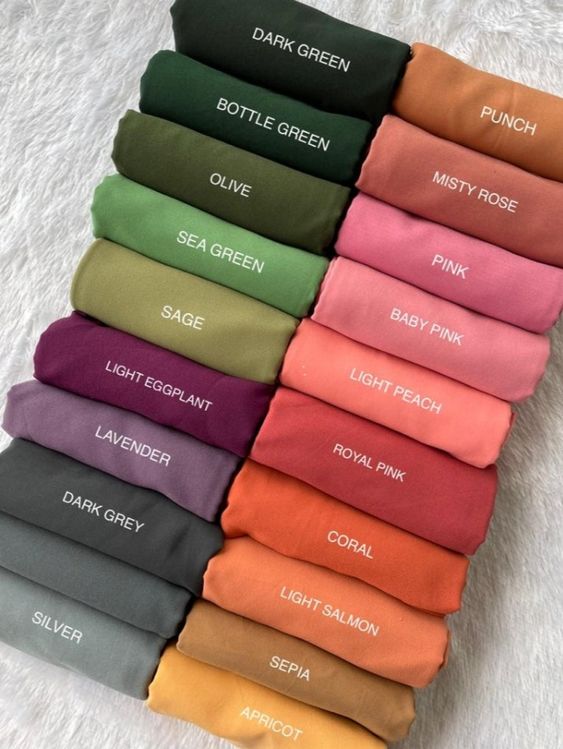 DARK GREEN
BOTTLE GREEN
OLIVE
SEA GREEN
SAGE
LIGHT EGGPLANT
LAVENDER
DARK GREY
SILVER
PUNCH
MISTY ROSE
PINK
BABY PINK
LIGHT PEACH
ROYAL PINK
CORAL
LIGHT SALMON
SEPIA
APRICOT